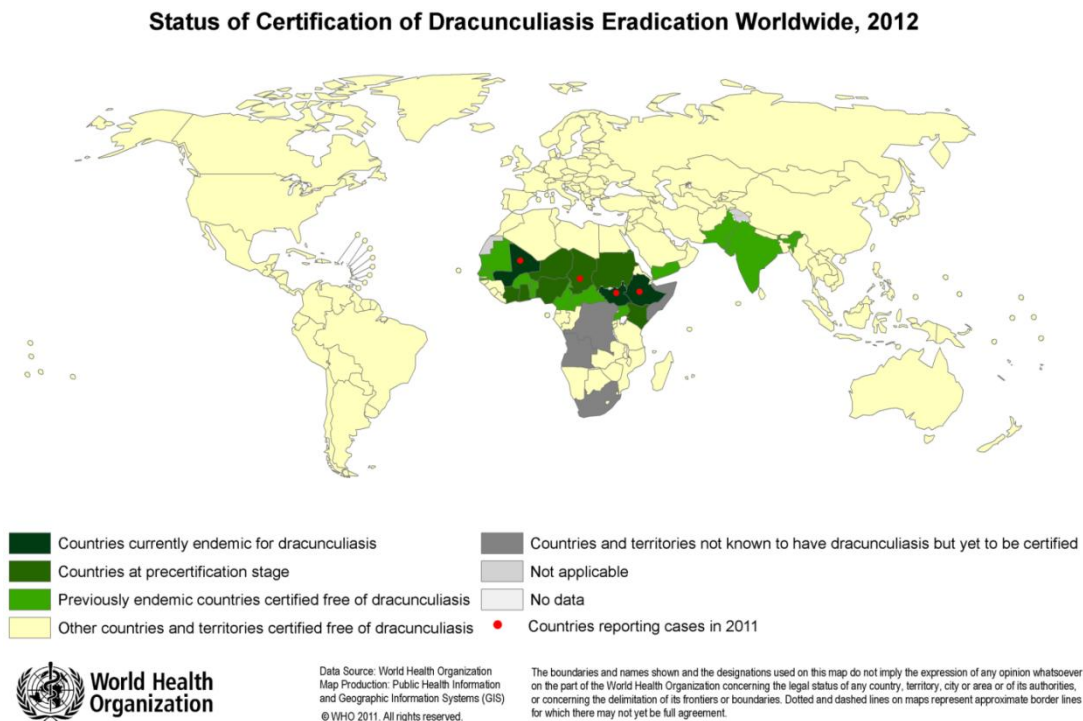 Status of Certification of Dracunculiasis Eradication Worldwide, 2012
Countries currently endemic for dracunculiasis
Countries at precertification stage
Previously endemic countries certified free of dracunculiasis
Other countries and territories certified free of dracunculiasis
Countries and territories not known to have dracunculiasis but yet to be certified
Not applicable
No data
Countries reporting cases in 2011
World Health
Organization
Data Source: World Health Organization
Map Production: Public Health Information
and Geographic Information Systems (GIS)
© WHO 2011. All rights reserved.
The boundaries and names shown and the designations used on this map do not imply the expression of any opinion whatsoever
on the part of the World Health Organization concerning the legal status of any country, territory, city or area or of its authorities,
or concerning the delimitation of its frontiers or boundaries. Dotted and dashed lines on maps represent approximate border lines
for which there may not yet be full agreement.